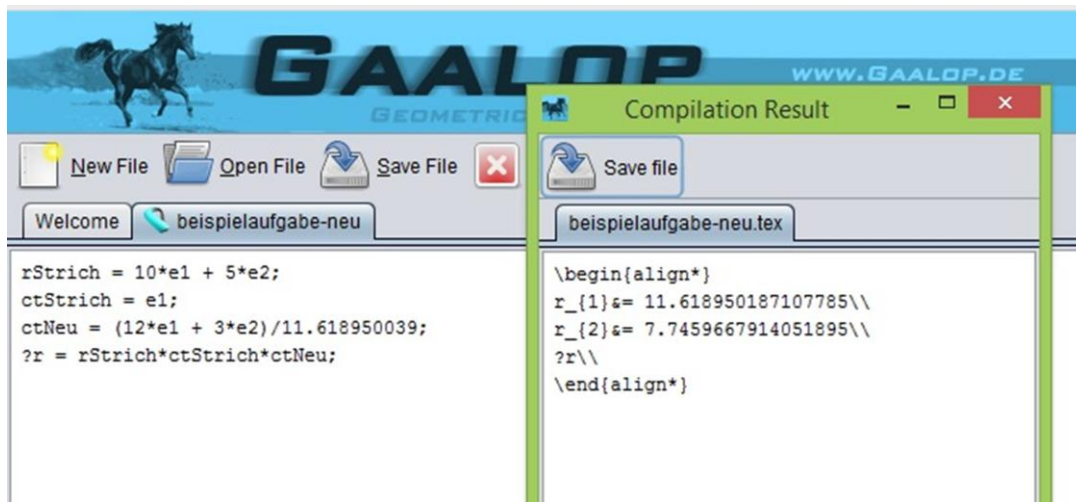 GAALOP
WWW.GAALOP.DE
GEOMETRIC
Compilation Result
New File
Open File
Save File
Save file
Welcome
beispielaufgabe-neu
beispielaufgabe-neu.tex
rStrich = 10*e1 + 5*e2;
ctStrich = e1;
ctNeu = (12*e1 + 3*e2)/11.618950039;
?r = rStrich*ctStrich*ctNeu;
\begin{align*}
r_{1}&= 11.618950187107785\\
r_{2}&= 7.7459667914051895\\
?r\\
\end{align*}